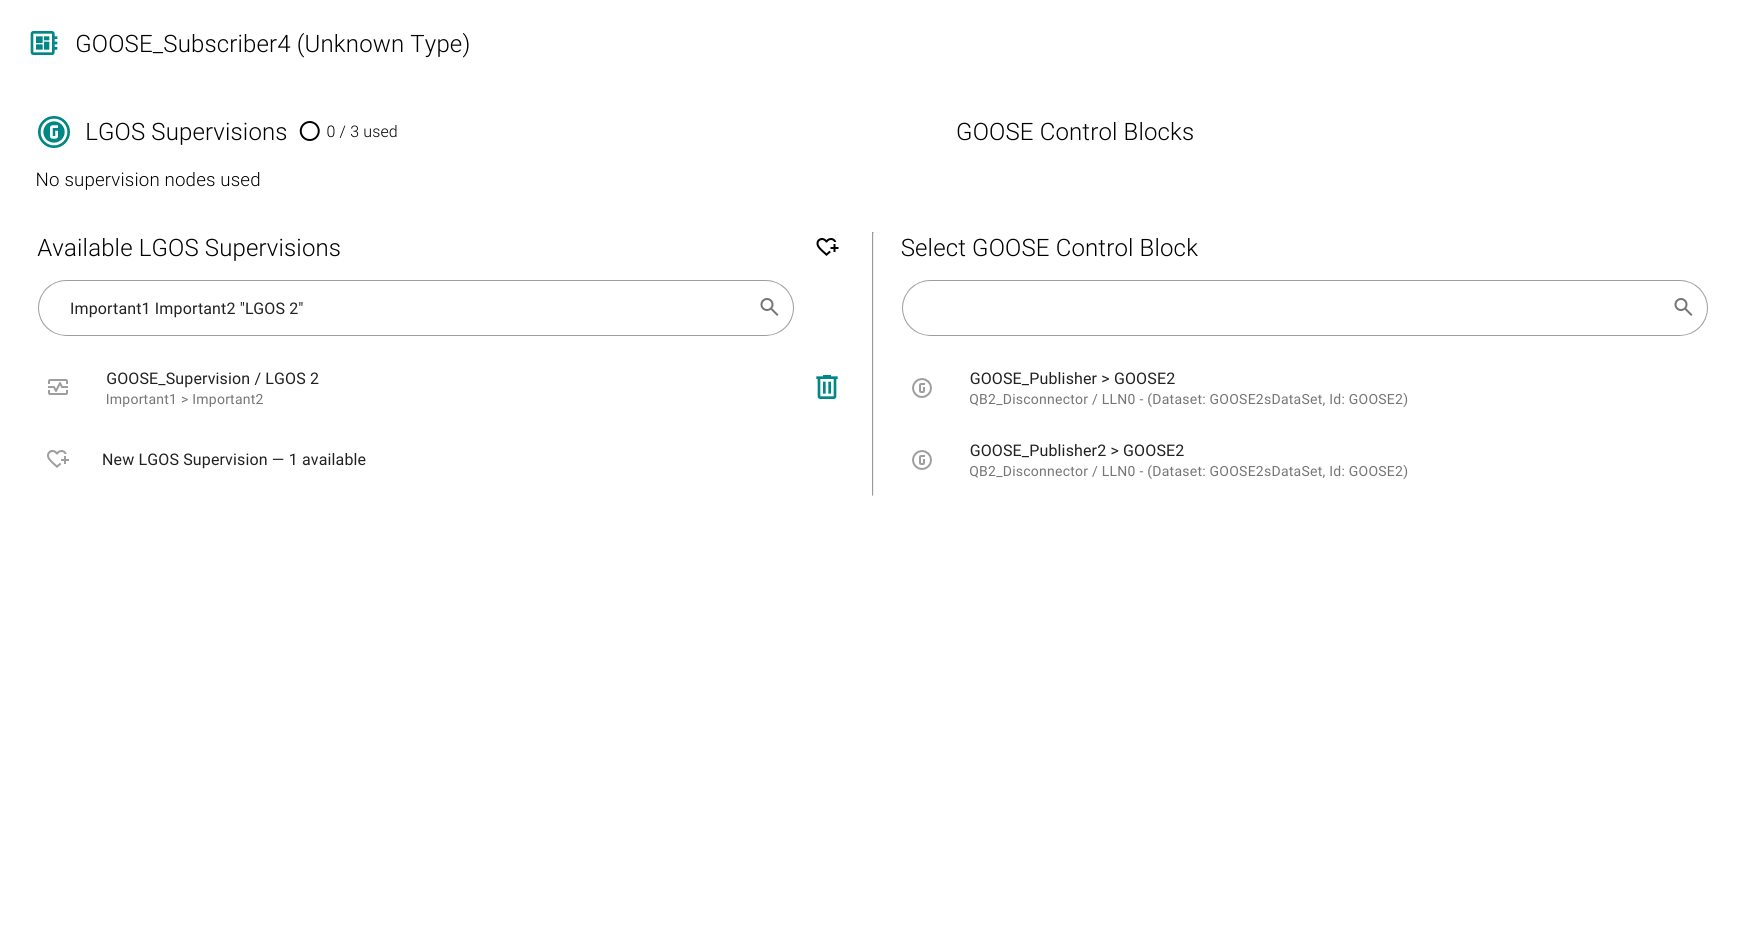 GOOSE_Subscriber4 (Unknown Type)
LGOS Supervisions 0 / 3 used
GOOSE Control Blocks
No supervision nodes used
Available LGOS Supervisions
Important1 Important2 "LGOS 2"
GOOSE_Supervision / LGOS 2
Important1 > Important2
New LGOS Supervision — 1 available
Select GOOSE Control Block
GOOSE_Publisher > GOOSE2
QB2_Disconnector / LLN0 - (Dataset: GOOSE2sDataSet, Id: GOOSE2)
GOOSE_Publisher2 > GOOSE2
QB2_Disconnector / LLN0 - (Dataset: GOOSE2sDataSet, Id: GOOSE2)